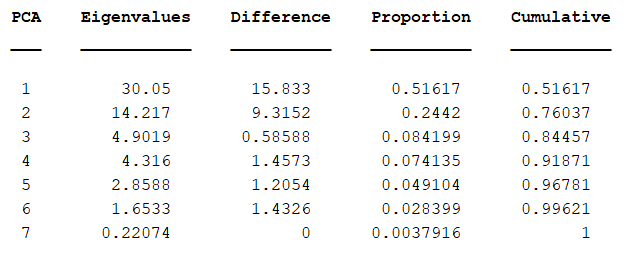 PCA Eigenvalues Difference Proportion Cumulative
1 30.05 15.833 0.51617 0.51617
2 14.217 9.3152 0.2442 0.76037
3 4.9019 0.58588 0.084199 0.84457
4 4.316 1.4573 0.074135 0.91871
5 2.8588 1.2054 0.049104 0.96781
6 1.6533 1.4326 0.028399 0.99621
7 0.22074 0 0.0037916 1